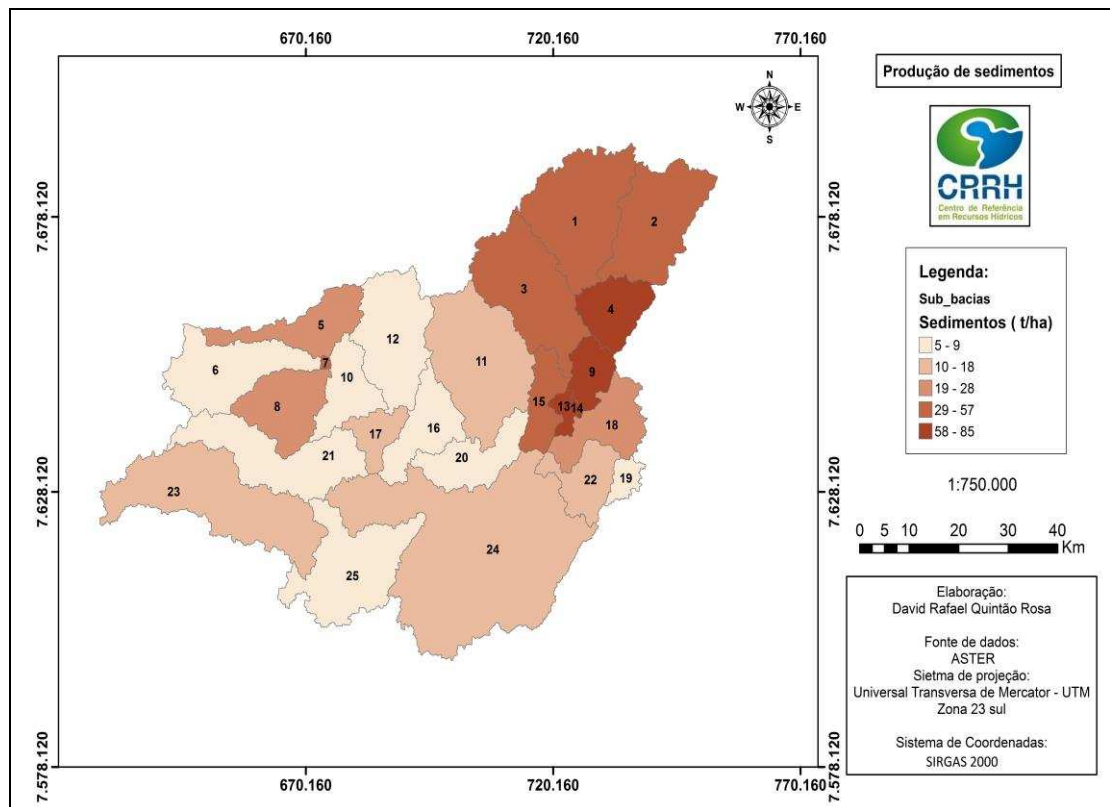 670.160 720.160 770.160
Produção de sedimentos
N
W E
S
CRRH
Centro de Referência
em Recursos Hídricos
7.678.120 7.678.120
1
2
3
4
Legenda:
Sub_bacias
Sedimentos ( t/ha)
5 - 9
10 - 18
19 - 28
29 - 57
58 - 85
5
12
11
6
7
10
9
8
15
13
14
17
16
18
21
20
19
22
23
24
25
7.628.120 7.628.120
1:750.000
0 5 10 20 30 40
Km
Elaboração:
David Rafael Quintão Rosa
Fonte de dados:
ASTER
Sietma de projeção:
Universal Transversa de Mercator - UTM
Zona 23 sul
Sistema de Coordenadas:
SIRGAS 2000
7.578.120 7.578.120
670.160 720.160 770.160